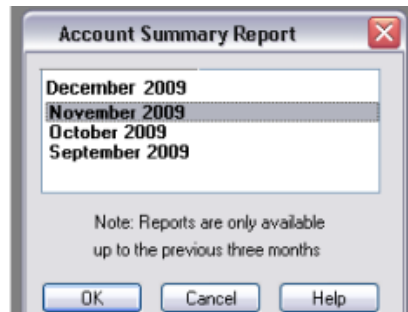 Account Summary Report
December 2009
November 2009
October 2009
September 2009
Note: Reports are only available
up to the previous three months
OK
Cancel
Help